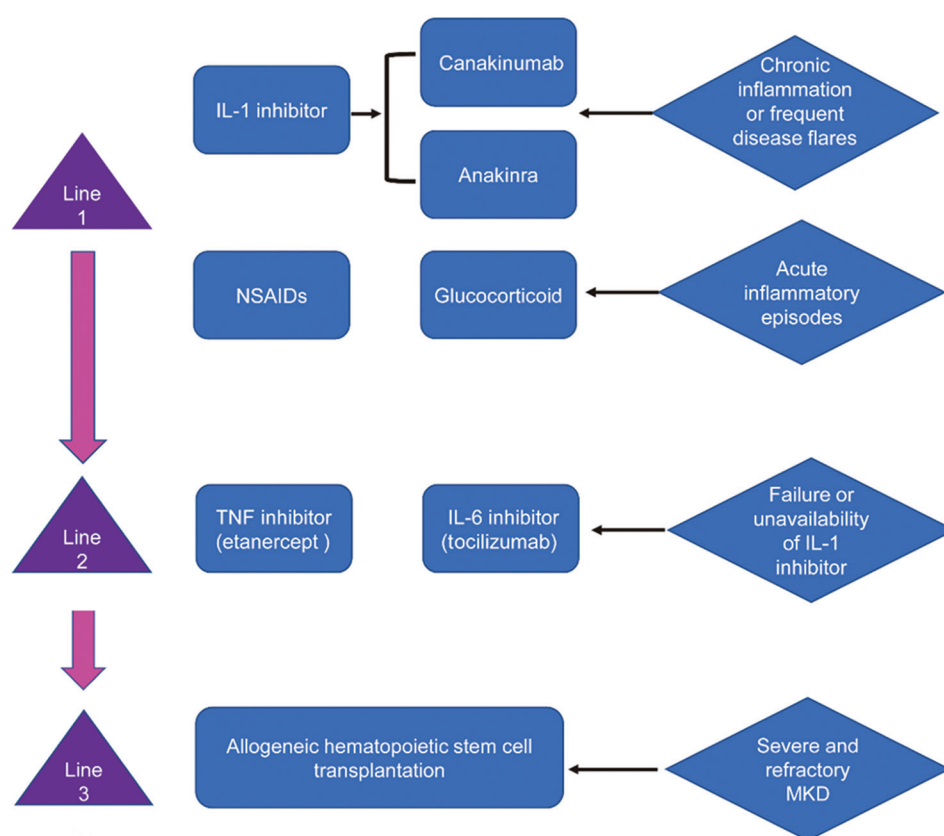 Line
1
IL-1 inhibitor
Canakinumab
Anakinra
Chronic
inflammation
or frequent
disease flares
NSAIDs
Glucocorticoid
Acute
inflammatory
episodes
Line
2
TNF inhibitor
(etanercept )
IL-6 inhibitor
(tocilizumab)
Failure or
unavailability
of IL-1
inhibitor
Line
3
Allogeneic hematopoietic stem cell
transplantation
Severe and
refractory
MKD